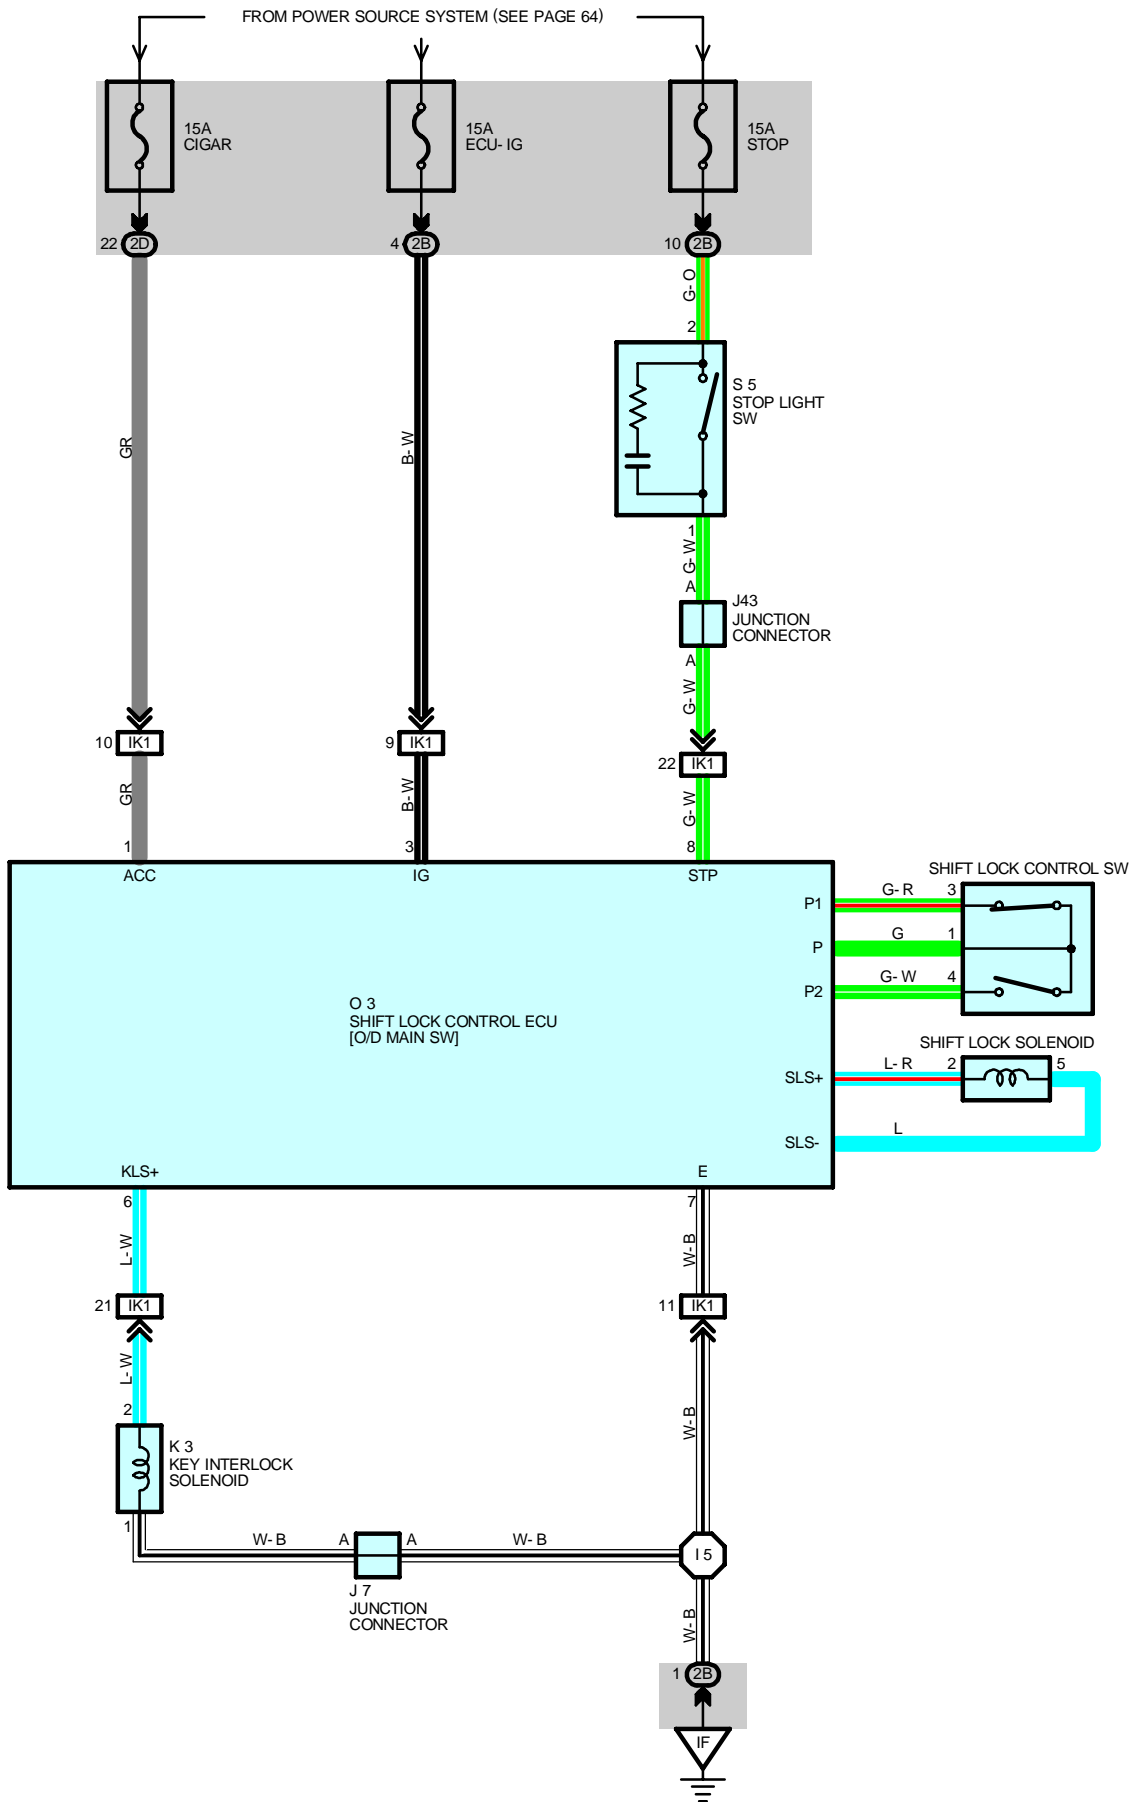 FROM POWER SOURCE SYSTEM (SEE PAGE 64)
15A
CIGAR
15A
ECU- IG
15A
STOP
22 2D
4 2B
10 2B
G- O
2
S 5
STOP LIGHT
SW
GR
B- W
1
G- W
A
J43
JUNCTION
CONNECTOR
A
G- W
10 IK1
9 IK1
22 IK1
GR
B- W
G- W
1
3
8
ACC
IG
STP
SHIFT LOCK CONTROL SW
P1
G- R
3
P
G
1
P2
G- W
4
O 3
SHIFT LOCK CONTROL ECU
[O/D MAIN SW]
SHIFT LOCK SOLENOID
SLS+
L- R
2
5
SLS-
L
KLS+
E
6
7
L- W
W- B
21 IK1
11 IK1
L- W
2
W- B
K 3
KEY INTERLOCK
SOLENOID
1
W- B
A
A
W- B
I 5
J 7
JUNCTION
CONNECTOR
W- B
1 2B
IF